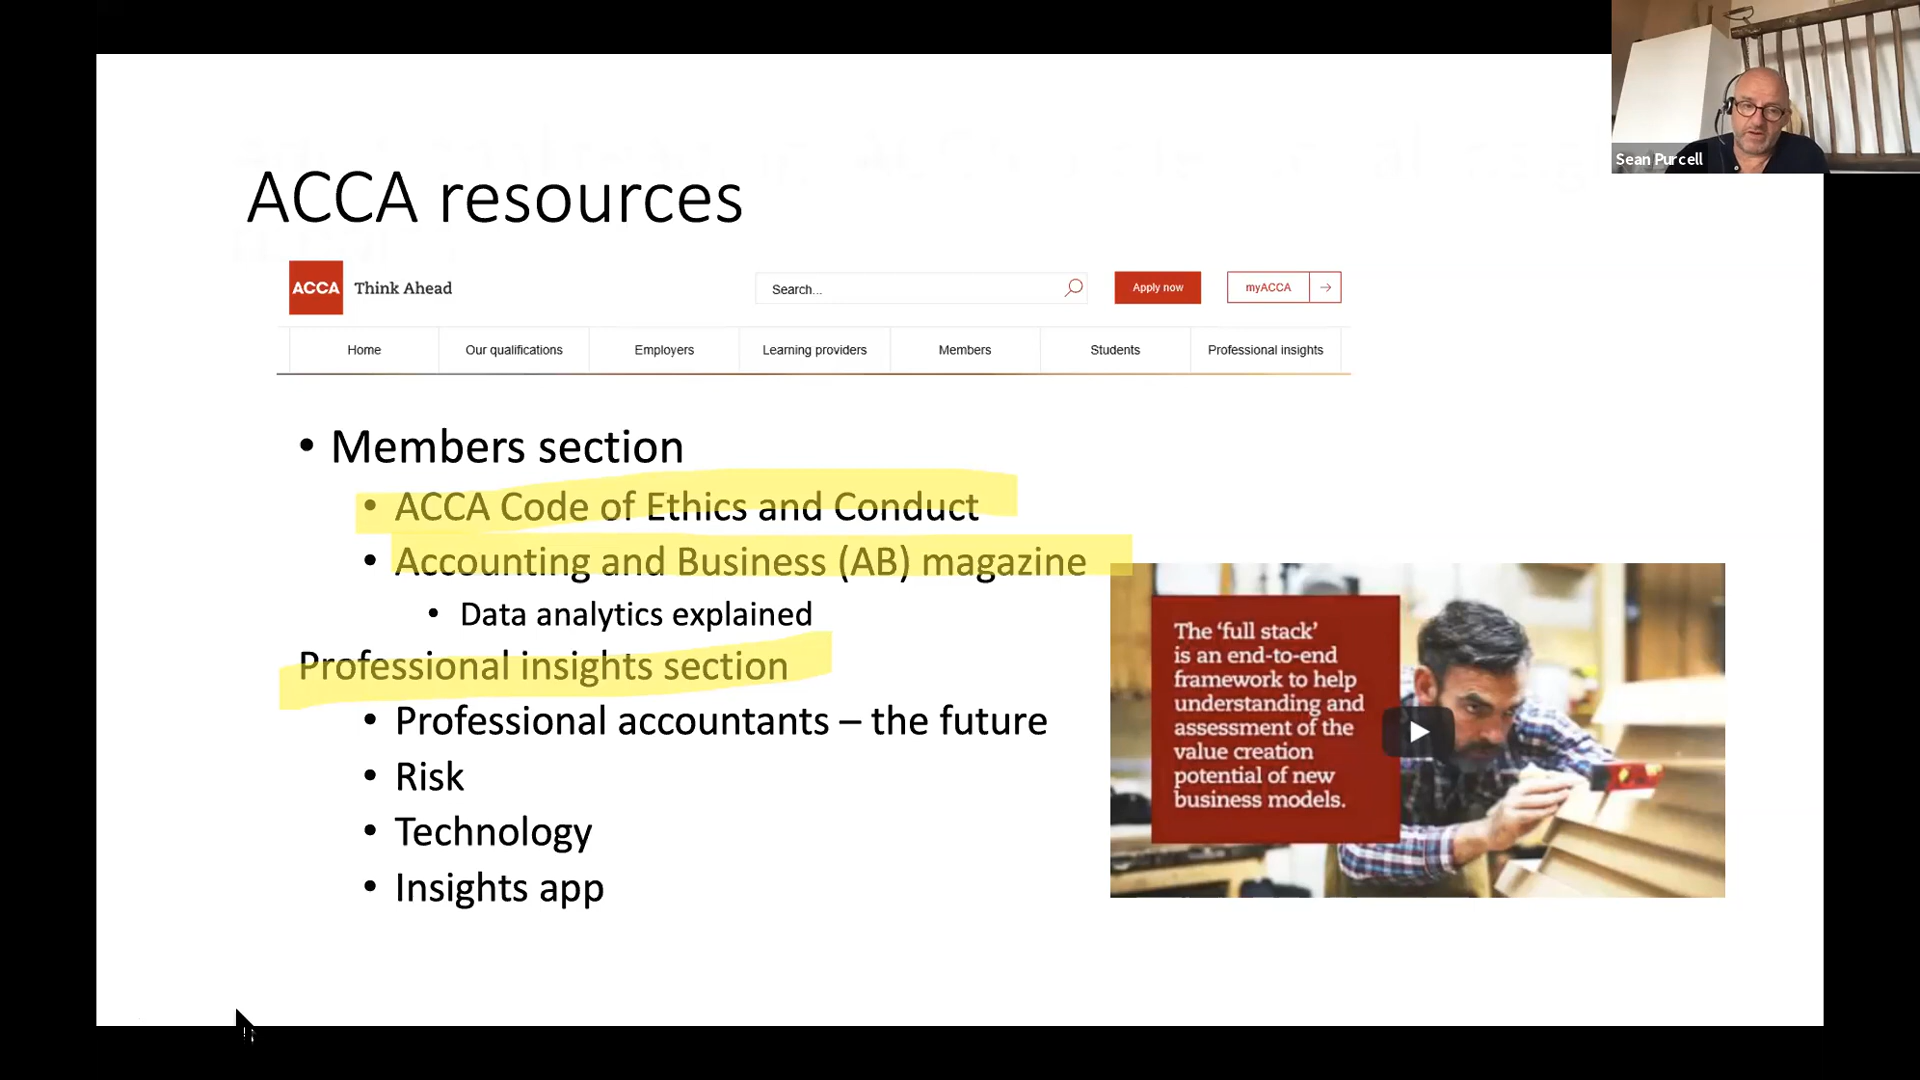 Sean Purcell
ACCA resources
ACCA Think Ahead
Search...
Apply now
myACCA
Home
Our qualifications
Employers
Learning providers
Members
Students
Professional insights
• Members section
• ACCA Code of Ethics and Conduct
• Accounting and Business (AB) magazine
• Data analytics explained
Professional insights section
• Professional accountants – the future
• Risk
• Technology
• Insights app
The ‘full stack’
is an end-to-end
framework to help
understanding and
assessment of the
value creation
potential of new
business models.